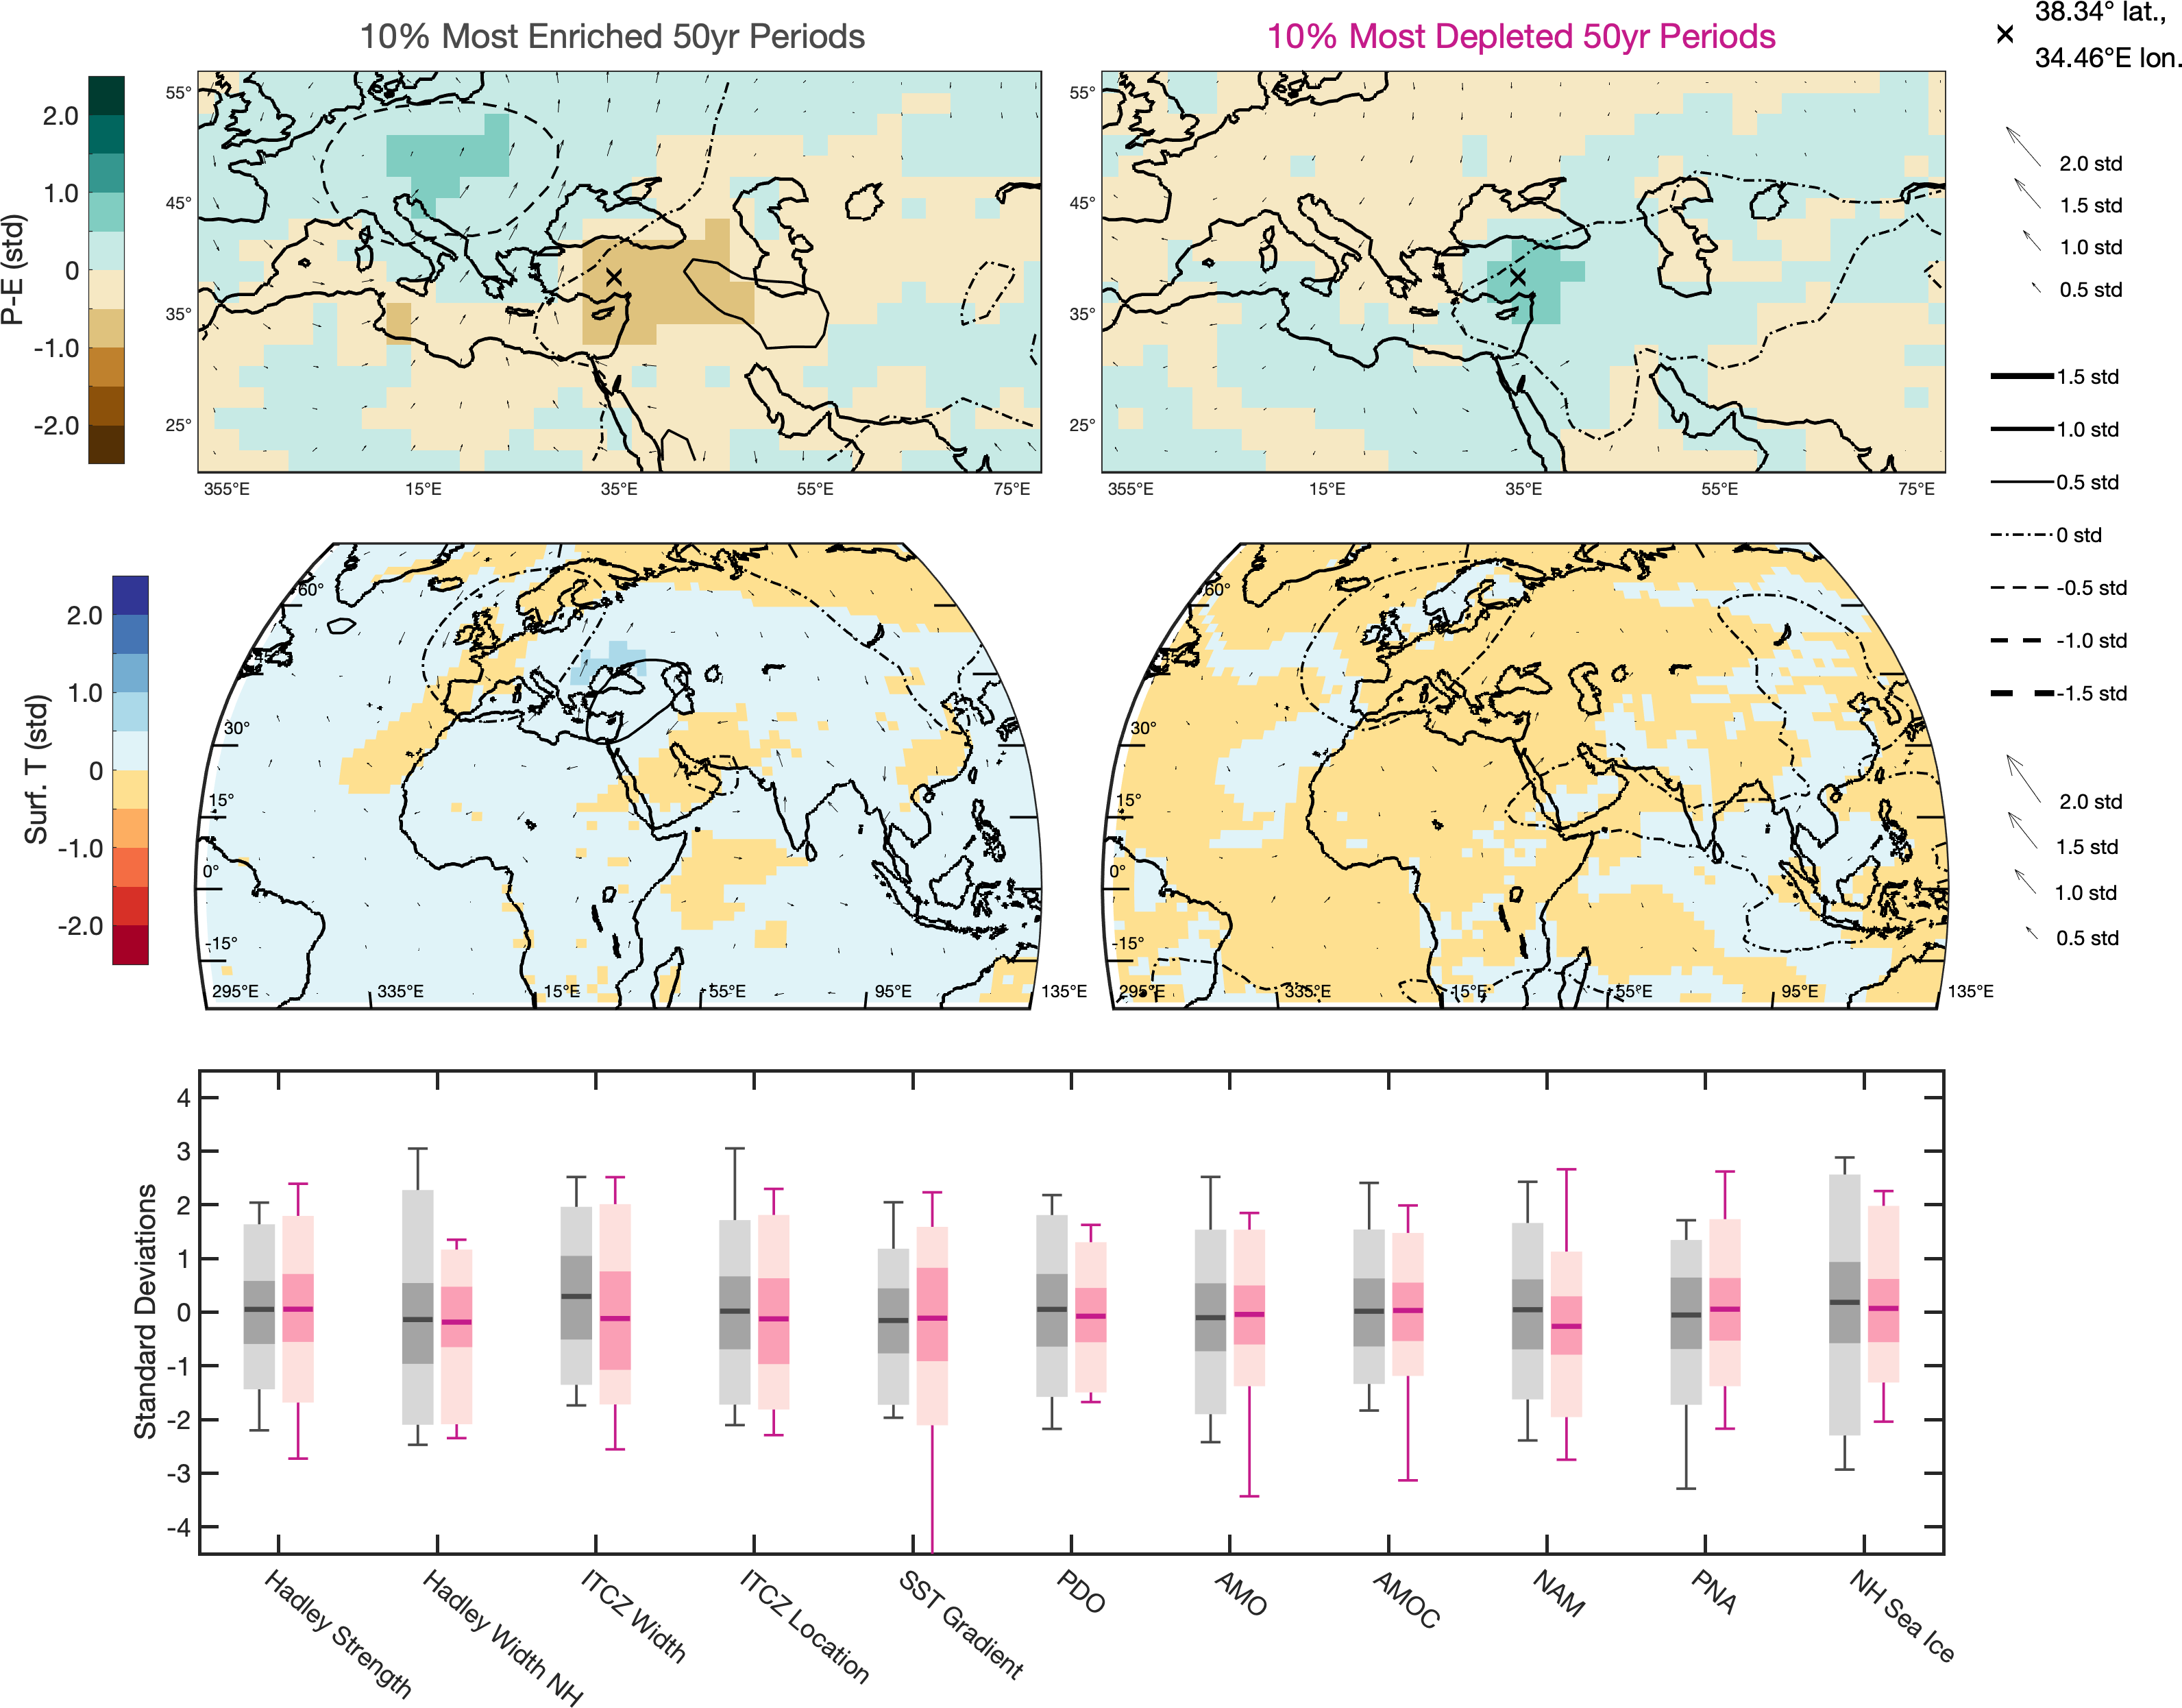 10% Most Enriched 50yr Periods
10% Most Depleted 50yr Periods
38.34° lat.,
34.46°E lon.
P-E (std)
2.0
1.0
0
-1.0
-2.0
55°
45°
35°
25°
355°E
15°E
35°E
55°E
75°E
55°
45°
35°
25°
355°E
15°E
35°E
55°E
75°E
2.0 std
1.5 std
1.0 std
0.5 std
1.5 std
1.0 std
0.5 std
0 std
-0.5 std
-1.0 std
-1.5 std
Surf. T (std)
2.0
1.0
0
-1.0
-2.0
60°
45°
30°
15°
0°
-15°
295°E
335°E
15°E
55°E
95°E
135°E
60°
45°
30°
15°
0°
-15°
295°E
335°E
15°E
55°E
95°E
135°E
2.0 std
1.5 std
1.0 std
0.5 std
Standard Deviations
4
3
2
1
0
-1
-2
-3
-4
Hadley Strength
Hadley Width NH
ITCZ Width
ITCZ Location
SST Gradient
PDO
AMO
AMOC
NAM
PNA
NH Sea Ice